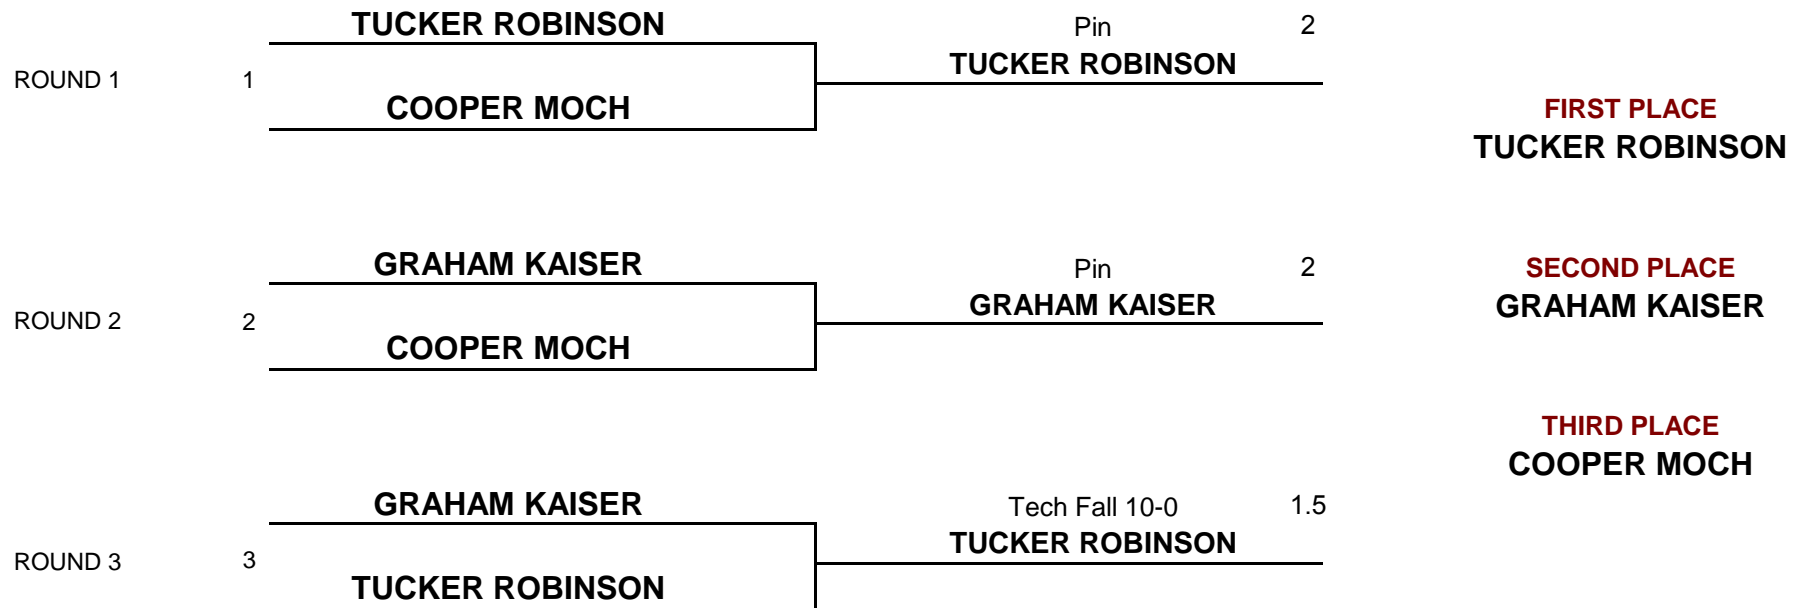 TUCKER ROBINSON
Pin 2
TUCKER ROBINSON
ROUND 1 1
COOPER MOCH
FIRST PLACE
TUCKER ROBINSON
GRAHAM KAISER
Pin 2
SECOND PLACE
GRAHAM KAISER
GRAHAM KAISER
ROUND 2 2
COOPER MOCH
THIRD PLACE
COOPER MOCH
GRAHAM KAISER
Tech Fall 10-0 1.5
TUCKER ROBINSON
ROUND 3 3
TUCKER ROBINSON